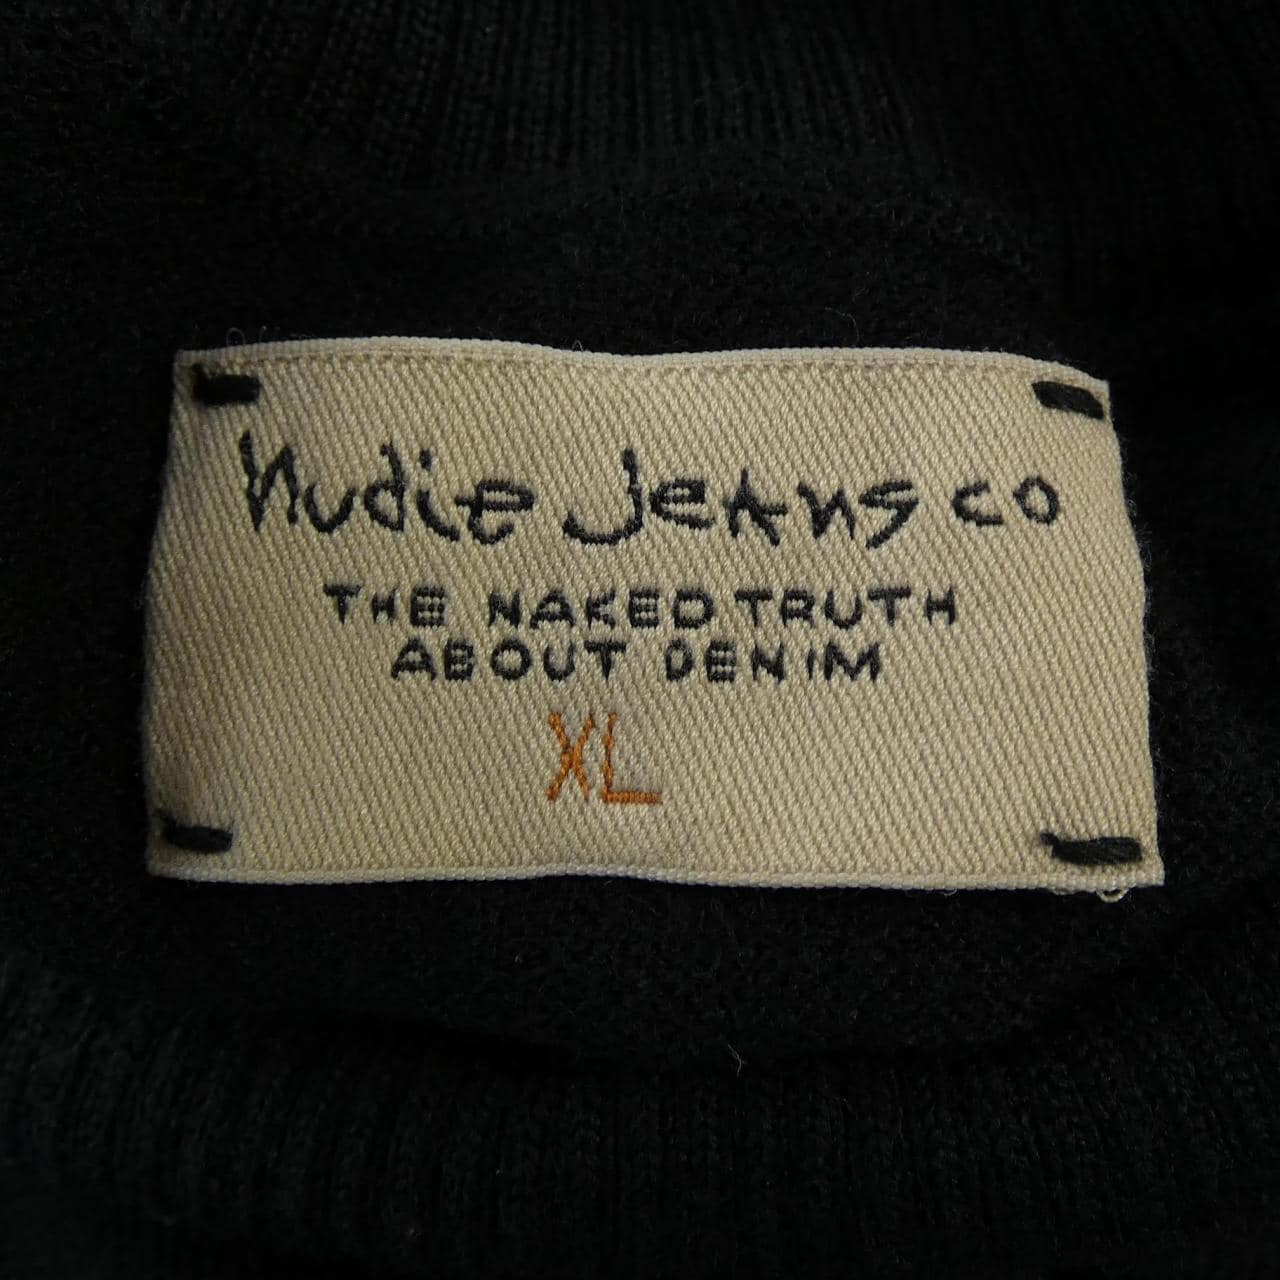 Nudie Jeans co
THE NAKED TRUTH
ABOUT DENIM
XL